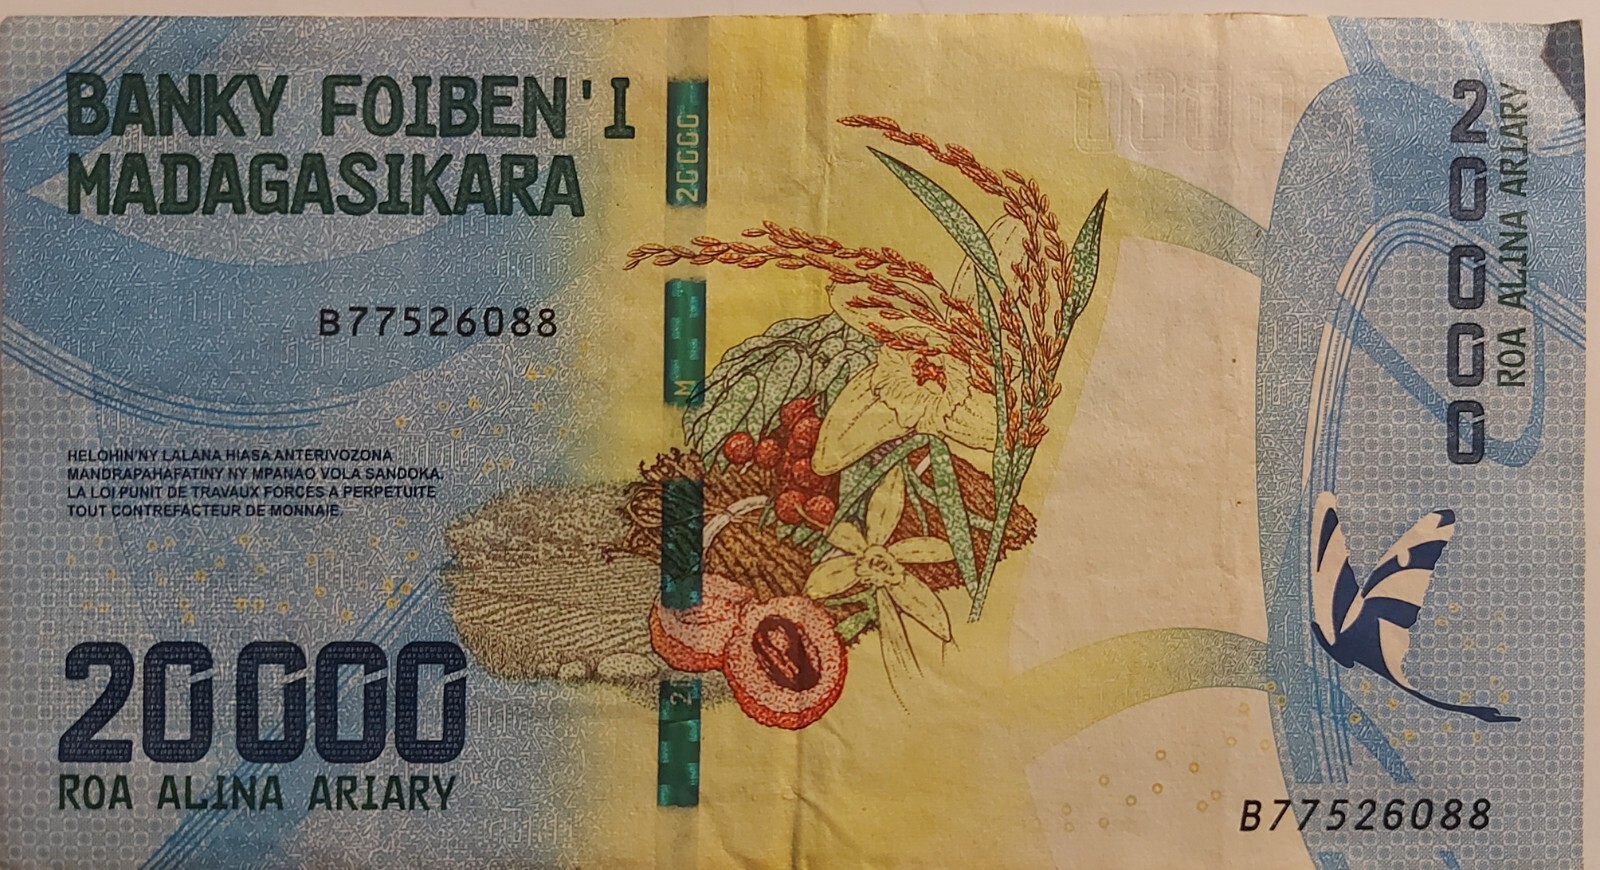 BANKY FOIBEN'I
MADAGASIKARA
B77526088
HELOHIN'NY LALANA HIASA ANTERIVOZONA
MANDRAPAHAFATINY NY MPANAO VOLA SANDOKA.
LA LOI PUNIT DE TRAVAUX FORCES A PERPETUITE
TOUT CONTREFACTEUR DE MONNAIE.
20 000
ROA ALINA ARIARY
20000
M
20000
ROA ALINA ARIARY
B77526088